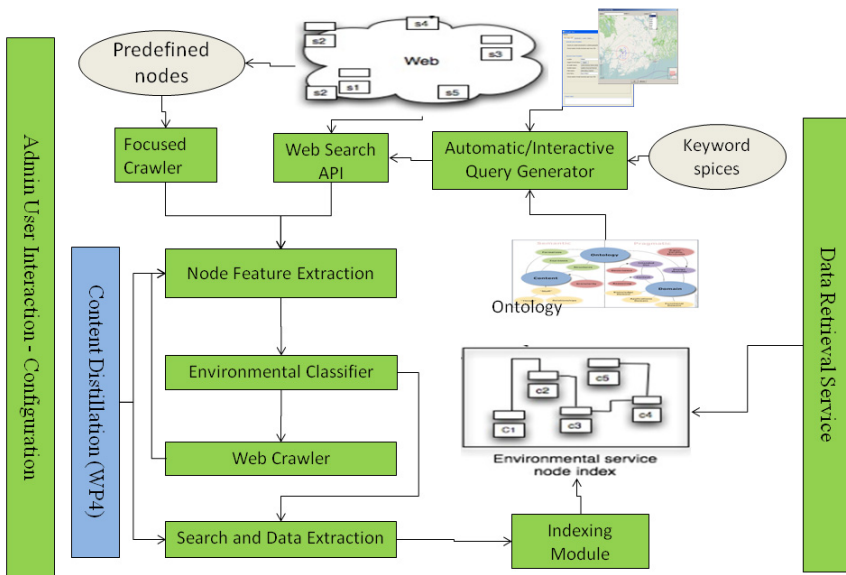 Admin User Interaction - Configuration
Predefined
nodes
s2
s4
s3
Web
s2
s1
s5
Focused
Crawler
Web Search
API
Automatic/Interactive
Query Generator
Keyword
spices
Ontology
Content
Domain
Ontology
Content Distillation (WP4)
Node Feature Extraction
Environmental Classifier
Web Crawler
Search and Data Extraction
Indexing
Module
c5
c2
c4
C1
c3
Environmental service
node index
Data Retrieval Service